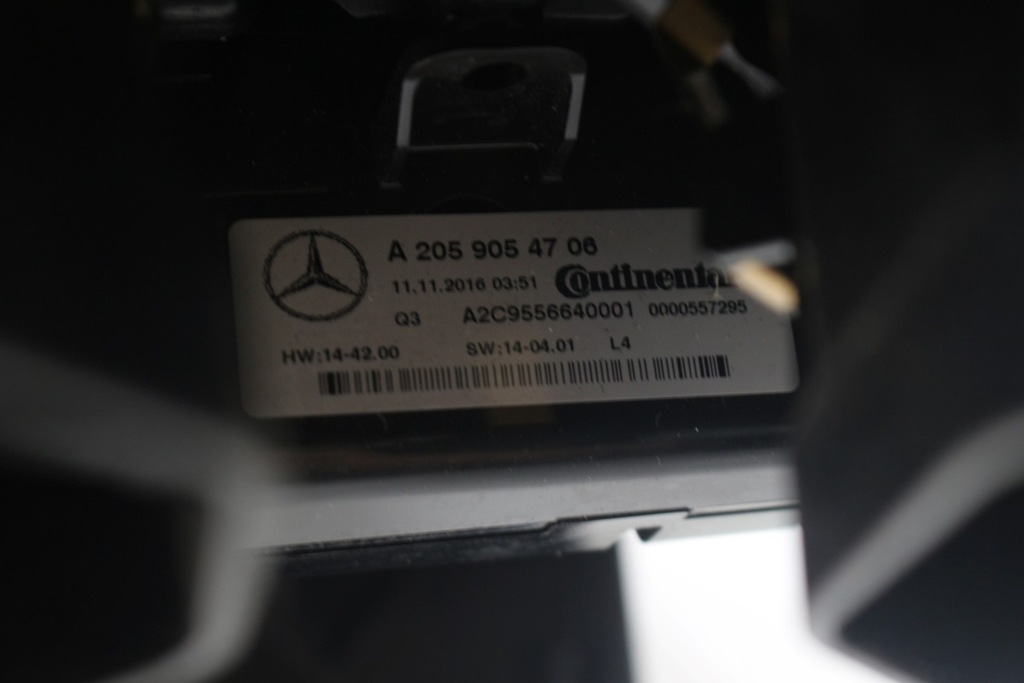 A 205 905 47 06
11.11.2016 03:51 Continental
Q3 A2C9556640001 0000557295
HW:14-42.00 SW:14-04.01 L4